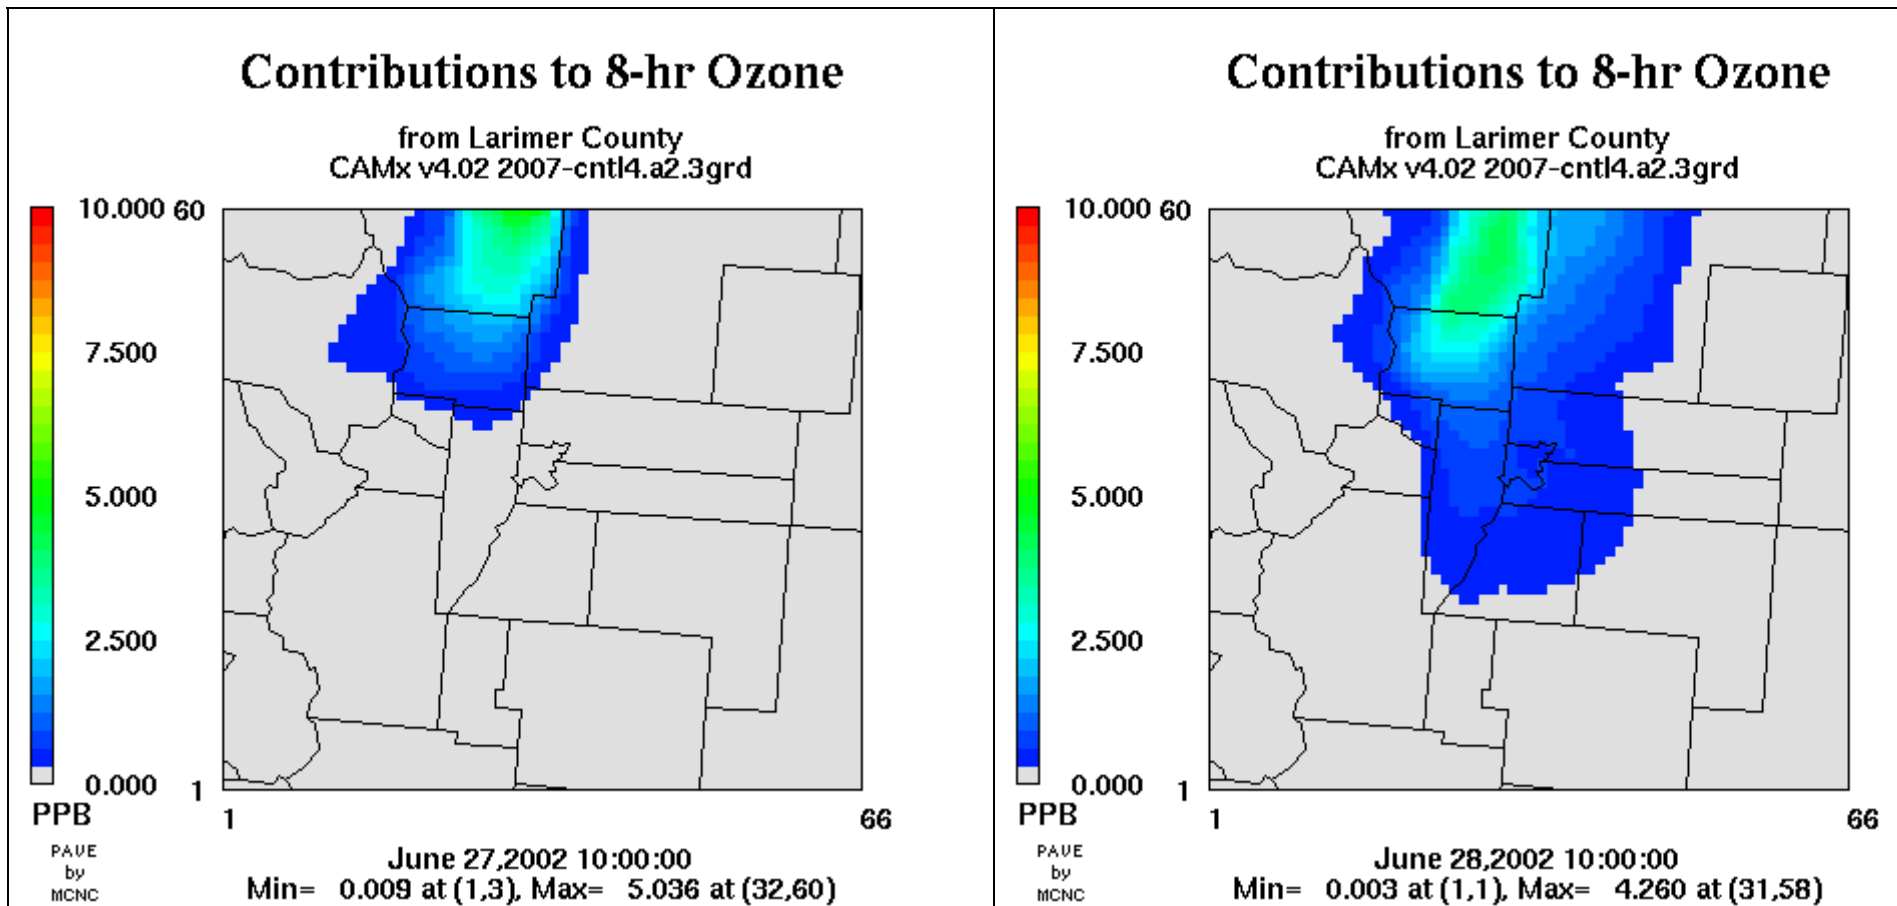 Contributions to 8-hr Ozone
from Larimer County
CAMx v4.02 2007-cntl4.a2.3grd
10.000
7.500
5.000
2.500
0.000
PPB
PAVE
by
MCNC
60
1
1
66
June 27,2002 10:00:00
Min= 0.009 at (1,3), Max= 5.036 at (32,60)
Contributions to 8-hr Ozone
from Larimer County
CAMx v4.02 2007-cntl4.a2.3grd
10.000
7.500
5.000
2.500
0.000
PPB
PAVE
by
MCNC
60
1
1
66
June 28,2002 10:00:00
Min= 0.003 at (1,1), Max= 4.260 at (31,58)